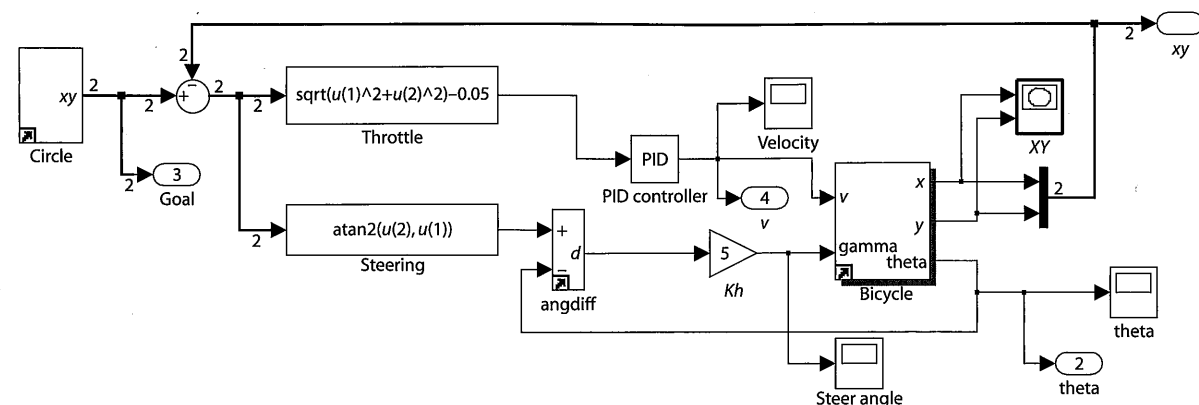 2
xy
2
xy
2
2
2
+
−
2
2
sqrt(u(1)^2+u(2)^2)−0.05
Throttle
Circle
2
3
Goal
PID
PID controller
Velocity
4
v
XY
x
2
v
y
gamma
theta
Bicycle
2
atan2(u(2), u(1))
Steering
+
d
−
angdiff
5
Kh
theta
2
theta
Steer angle